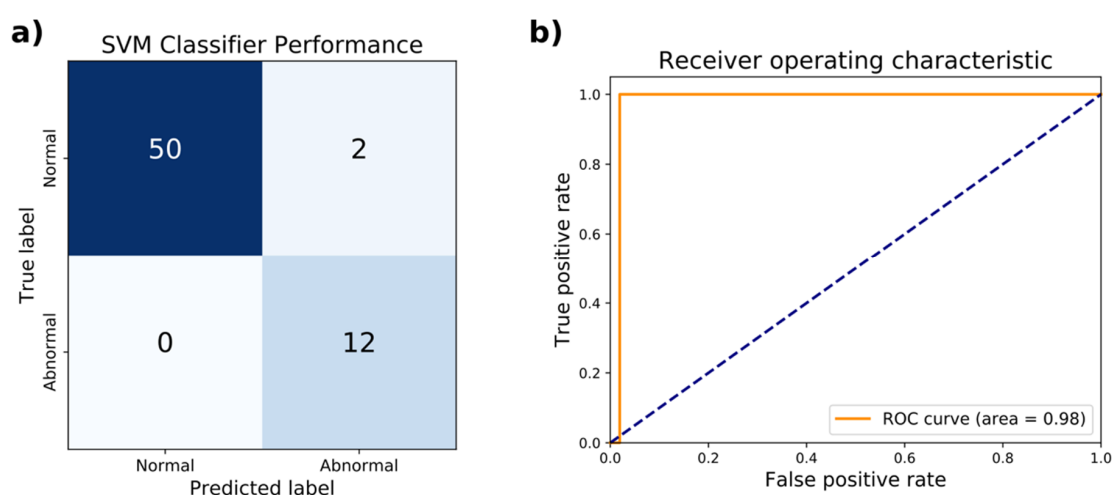 a)
SVM Classifier Performance
Normal
50
2
True label
Abnormal
0
12
Normal
Abnormal
Predicted label
b)
Receiver operating characteristic
1.0
0.8
0.6
0.4
0.2
0.0
True positive rate
ROC curve (area = 0.98)
0.0
0.2
0.4
0.6
0.8
1.0
False positive rate